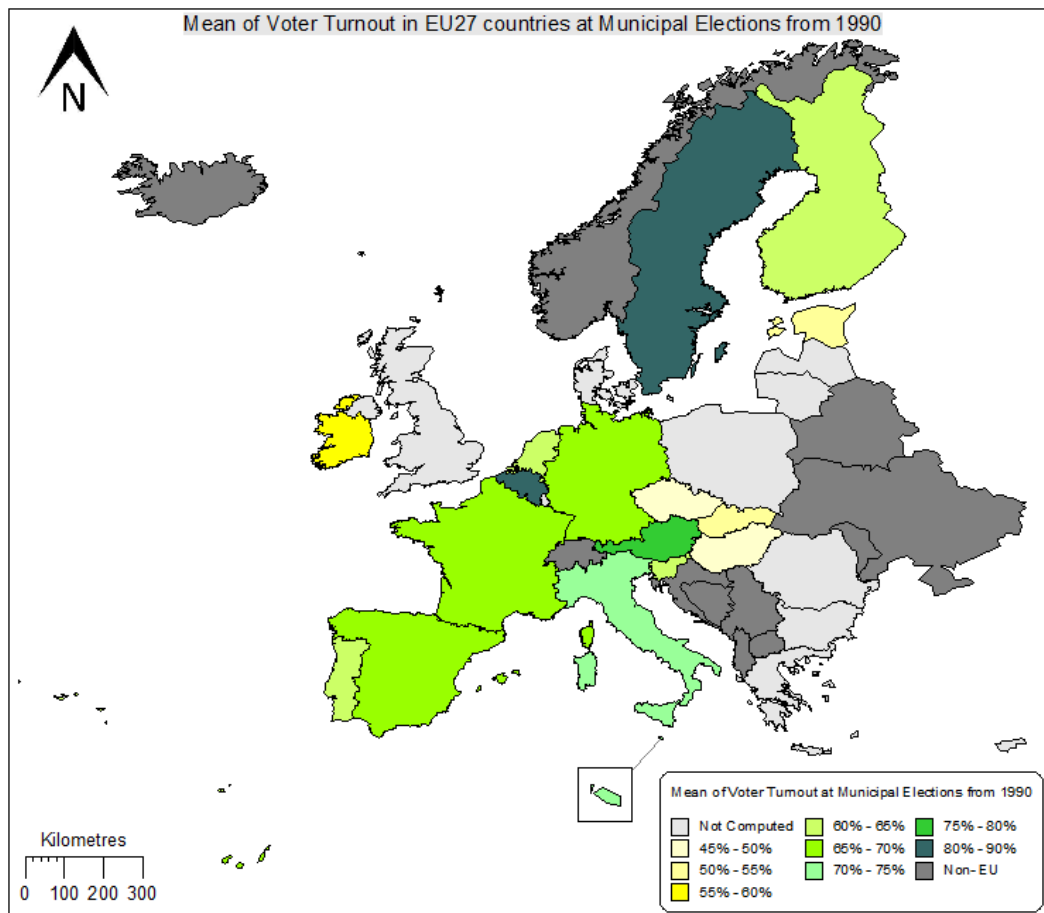 Mean of Voter Turnout in EU27 countries at Municipal Elections from 1990
N
Mean of Voter Turnout at Municipal Elections from 1990
Not Computed
45% - 50%
50% - 55%
55% - 60%
60% - 65%
65% - 70%
70% - 75%
75% - 80%
80% - 90%
Non-EU
Kilometres
0 100 200 300